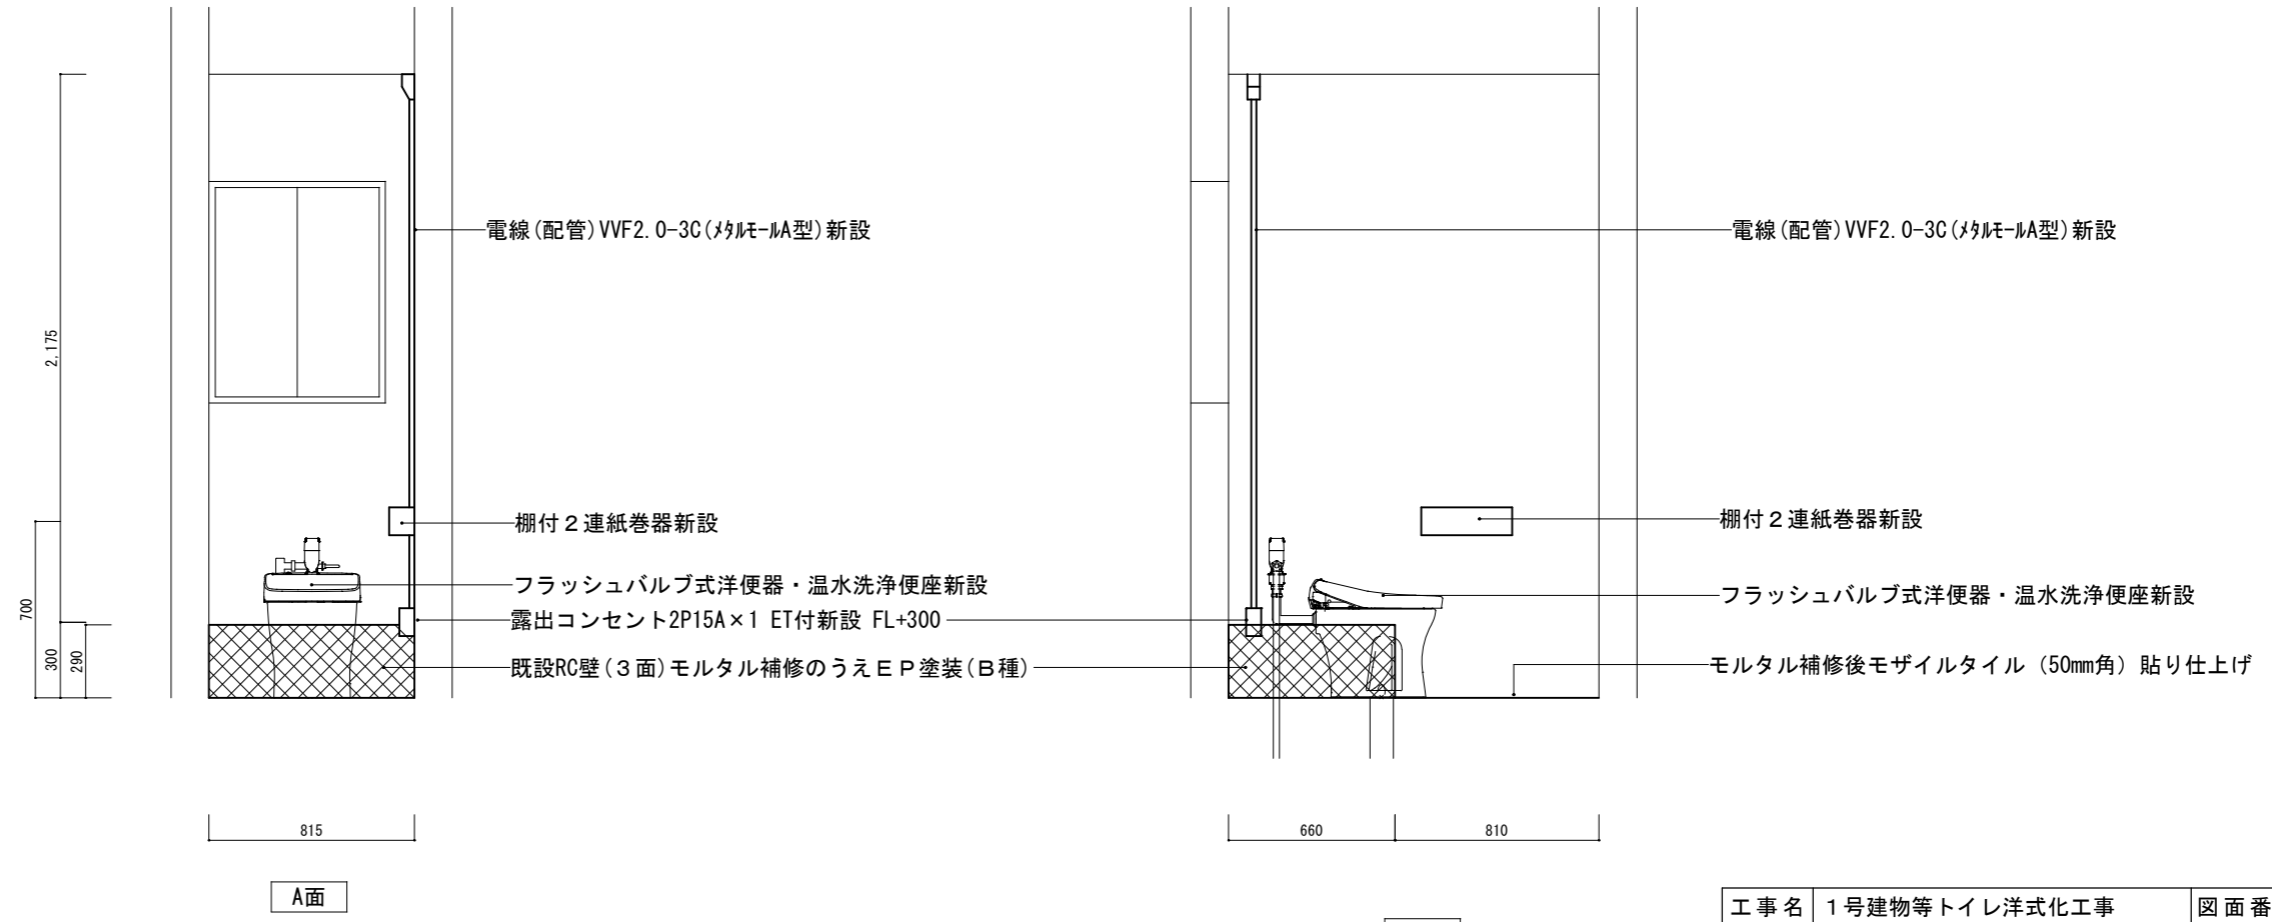 電線(配管)VVF2.0-3C(ﾒﾀﾙﾓｰﾙA型)新設
電線(配管)VVF2.0-3C(ﾒﾀﾙﾓｰﾙA型)新設
2,175
棚付２連紙巻器新設
棚付２連紙巻器新設
フラッシュバルブ式洋便器・温水洗浄便座新設
フラッシュバルブ式洋便器・温水洗浄便座新設
700
露出コンセント2P15A×1 ET付新設 FL+300
300
290
既設RC壁(３面)モルタル補修のうえＥＰ塗装(Ｂ種)
モルタル補修後モザイルタイル（50mm角）貼り仕上げ
815
660
810
A面
工事名 １号建物等トイレ洋式化工事 図面番